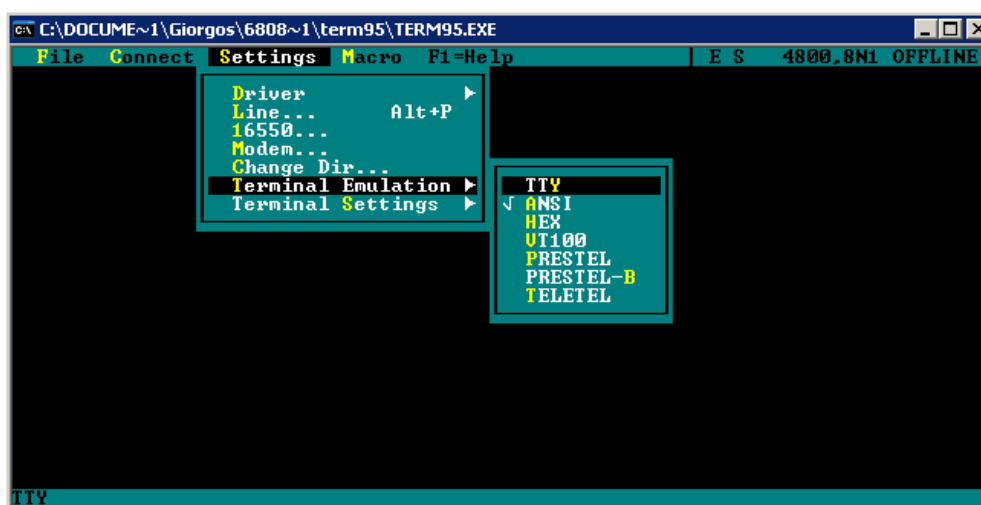 C:\DOCUME~1\Giorgos\6808~1\term95\TERM95.EXE
File Connect Settings Macro F1=Help E S 4800,8N1 OFFLINE
Driver
Line... Alt+P
16550...
Modem...
Change Dir...
Terminal Emulation
Terminal Settings
TTY
√ ANSI
HEX
VT100
PRESTEL
PRESTEL-B
TELETEL
TTY